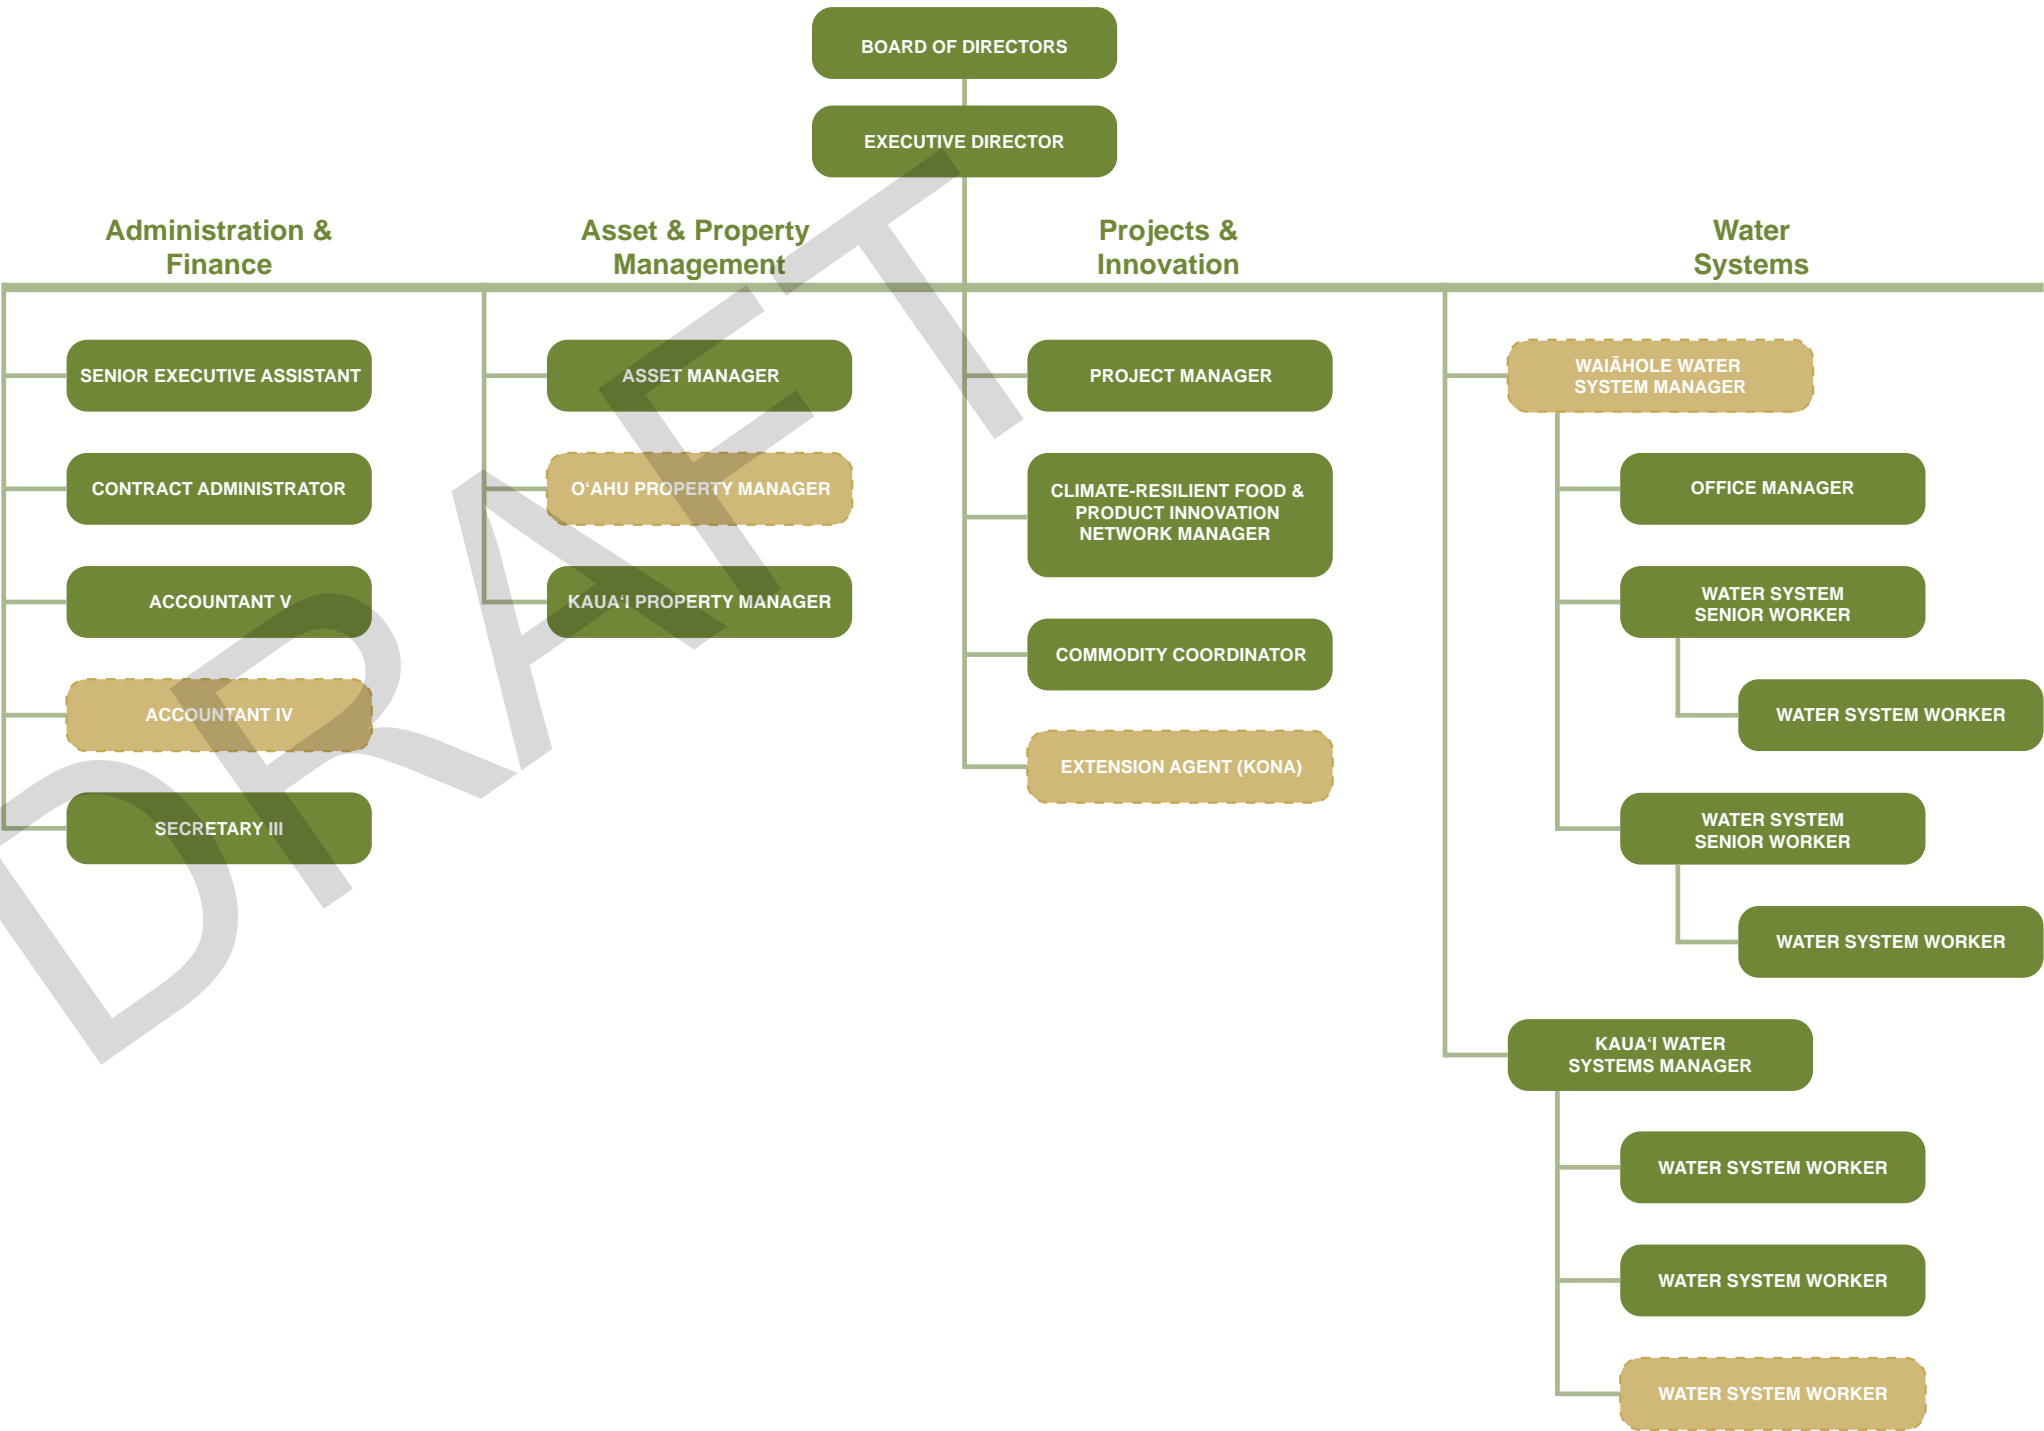 BOARD OF DIRECTORS
EXECUTIVE DIRECTOR
Administration &
Finance
SENIOR EXECUTIVE ASSISTANT
CONTRACT ADMINISTRATOR
ACCOUNTANT V
ACCOUNTANT IV
SECRETARY III
Asset & Property
Management
ASSET MANAGER
OʻAHU PROPERTY MANAGER
KAUAʻI PROPERTY MANAGER
Projects &
Innovation
PROJECT MANAGER
CLIMATE-RESILIENT FOOD &
PRODUCT INNOVATION
NETWORK MANAGER
COMMODITY COORDINATOR
EXTENSION AGENT (KONA)
Water
Systems
WAIĀHOLE WATER
SYSTEM MANAGER
OFFICE MANAGER
WATER SYSTEM
SENIOR WORKER
WATER SYSTEM WORKER
WATER SYSTEM
SENIOR WORKER
WATER SYSTEM WORKER
KAUAʻI WATER
SYSTEMS MANAGER
WATER SYSTEM WORKER
WATER SYSTEM WORKER
WATER SYSTEM WORKER
DRAFT